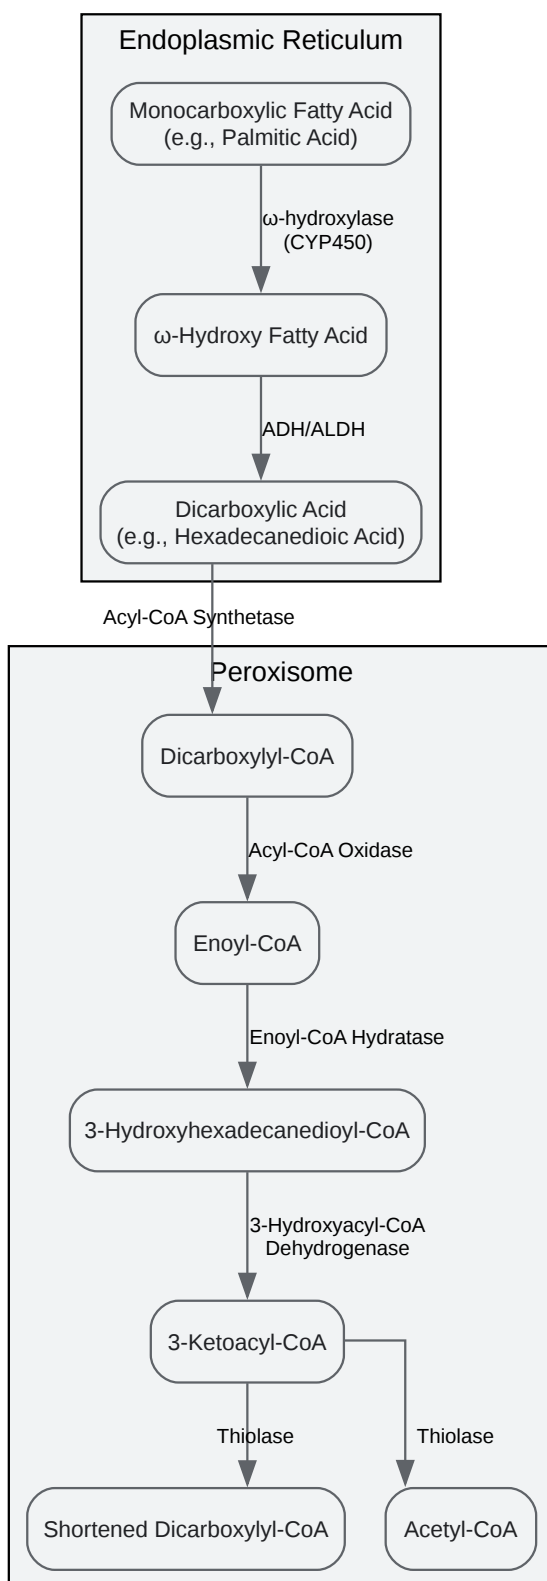 Endoplasmic Reticulum
Monocarboxylic Fatty Acid
(e.g., Palmitic Acid)
ω-hydroxylase
(CYP450)
ω-Hydroxy Fatty Acid
ADH/ALDH
Dicarboxylic Acid
(e.g., Hexadecanedioic Acid)
Acyl-CoA Synthetase
Peroxisome
Dicarboxylyl-CoA
Acyl-CoA Oxidase
Enoyl-CoA
Enoyl-CoA Hydratase
3-Hydroxyhexadecanedioyl-CoA
3-Hydroxyacyl-CoA
Dehydrogenase
3-Ketoacyl-CoA
Thiolase
Thiolase
Shortened Dicarboxylyl-CoA
Acetyl-CoA